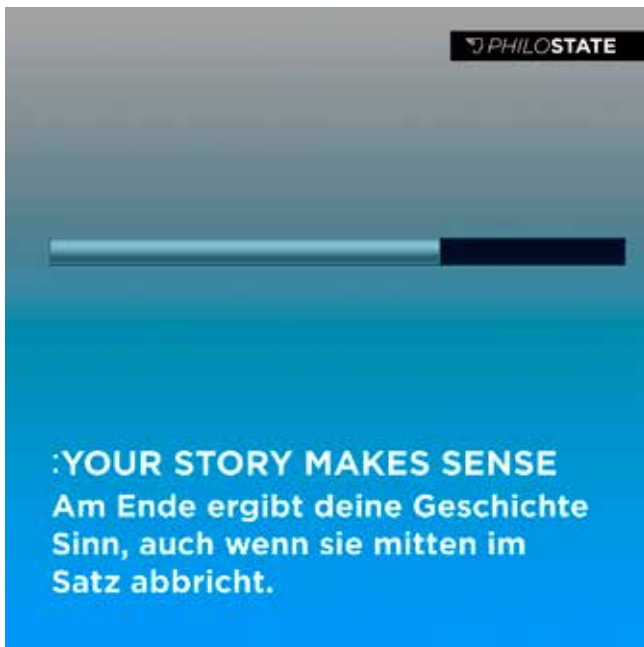 PHILOSTATE
:YOUR STORY MAKES SENSE
Am Ende ergibt deine Geschichte
Sinn, auch wenn sie mitten im
Satz abbricht.